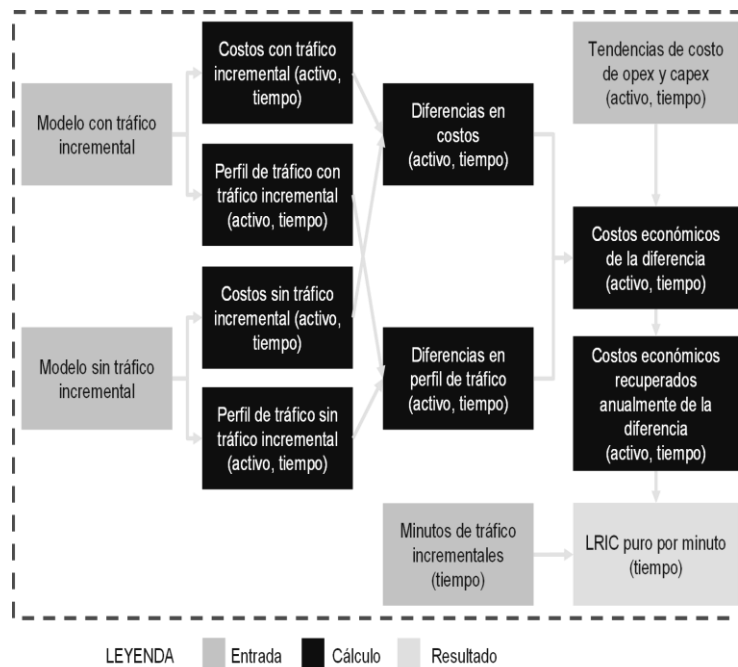 Modelo con tráfico
incremental
Costos con tráfico
incremental (activo,
tiempo)
Perfil de tráfico con
tráfico incremental
(activo, tiempo)
Modelo sin tráfico
incremental
Costos sin tráfico
incremental (activo,
tiempo)
Perfil de tráfico sin
tráfico incremental
(activo, tiempo)
Diferencias en
costos
(activo, tiempo)
Diferencias en
perfil de tráfico
(activo, tiempo)
Tendencias de costo
de opex y capex
(activo, tiempo)
Costos económicos
de la diferencia
(activo, tiempo)
Costos económicos
recuperados
anualmente de la
diferencia
(activo, tiempo)
Minutos de tráfico
incrementales
(tiempo)
LRIC puro por minuto
(tiempo)
LEYENDA Entrada Cálculo Resultado